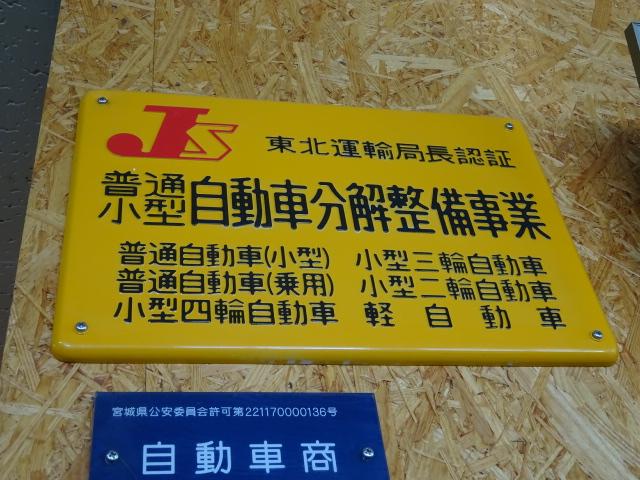 JS
東北運輸局長認証
普通
小型
自動車分解整備事業
普通自動車(小型) 小型三輪自動車
普通自動車(乗用) 小型二輪自動車
小型四輪自動車 軽自動車
宮城県公安委員会許可第221170000136号
自動車商